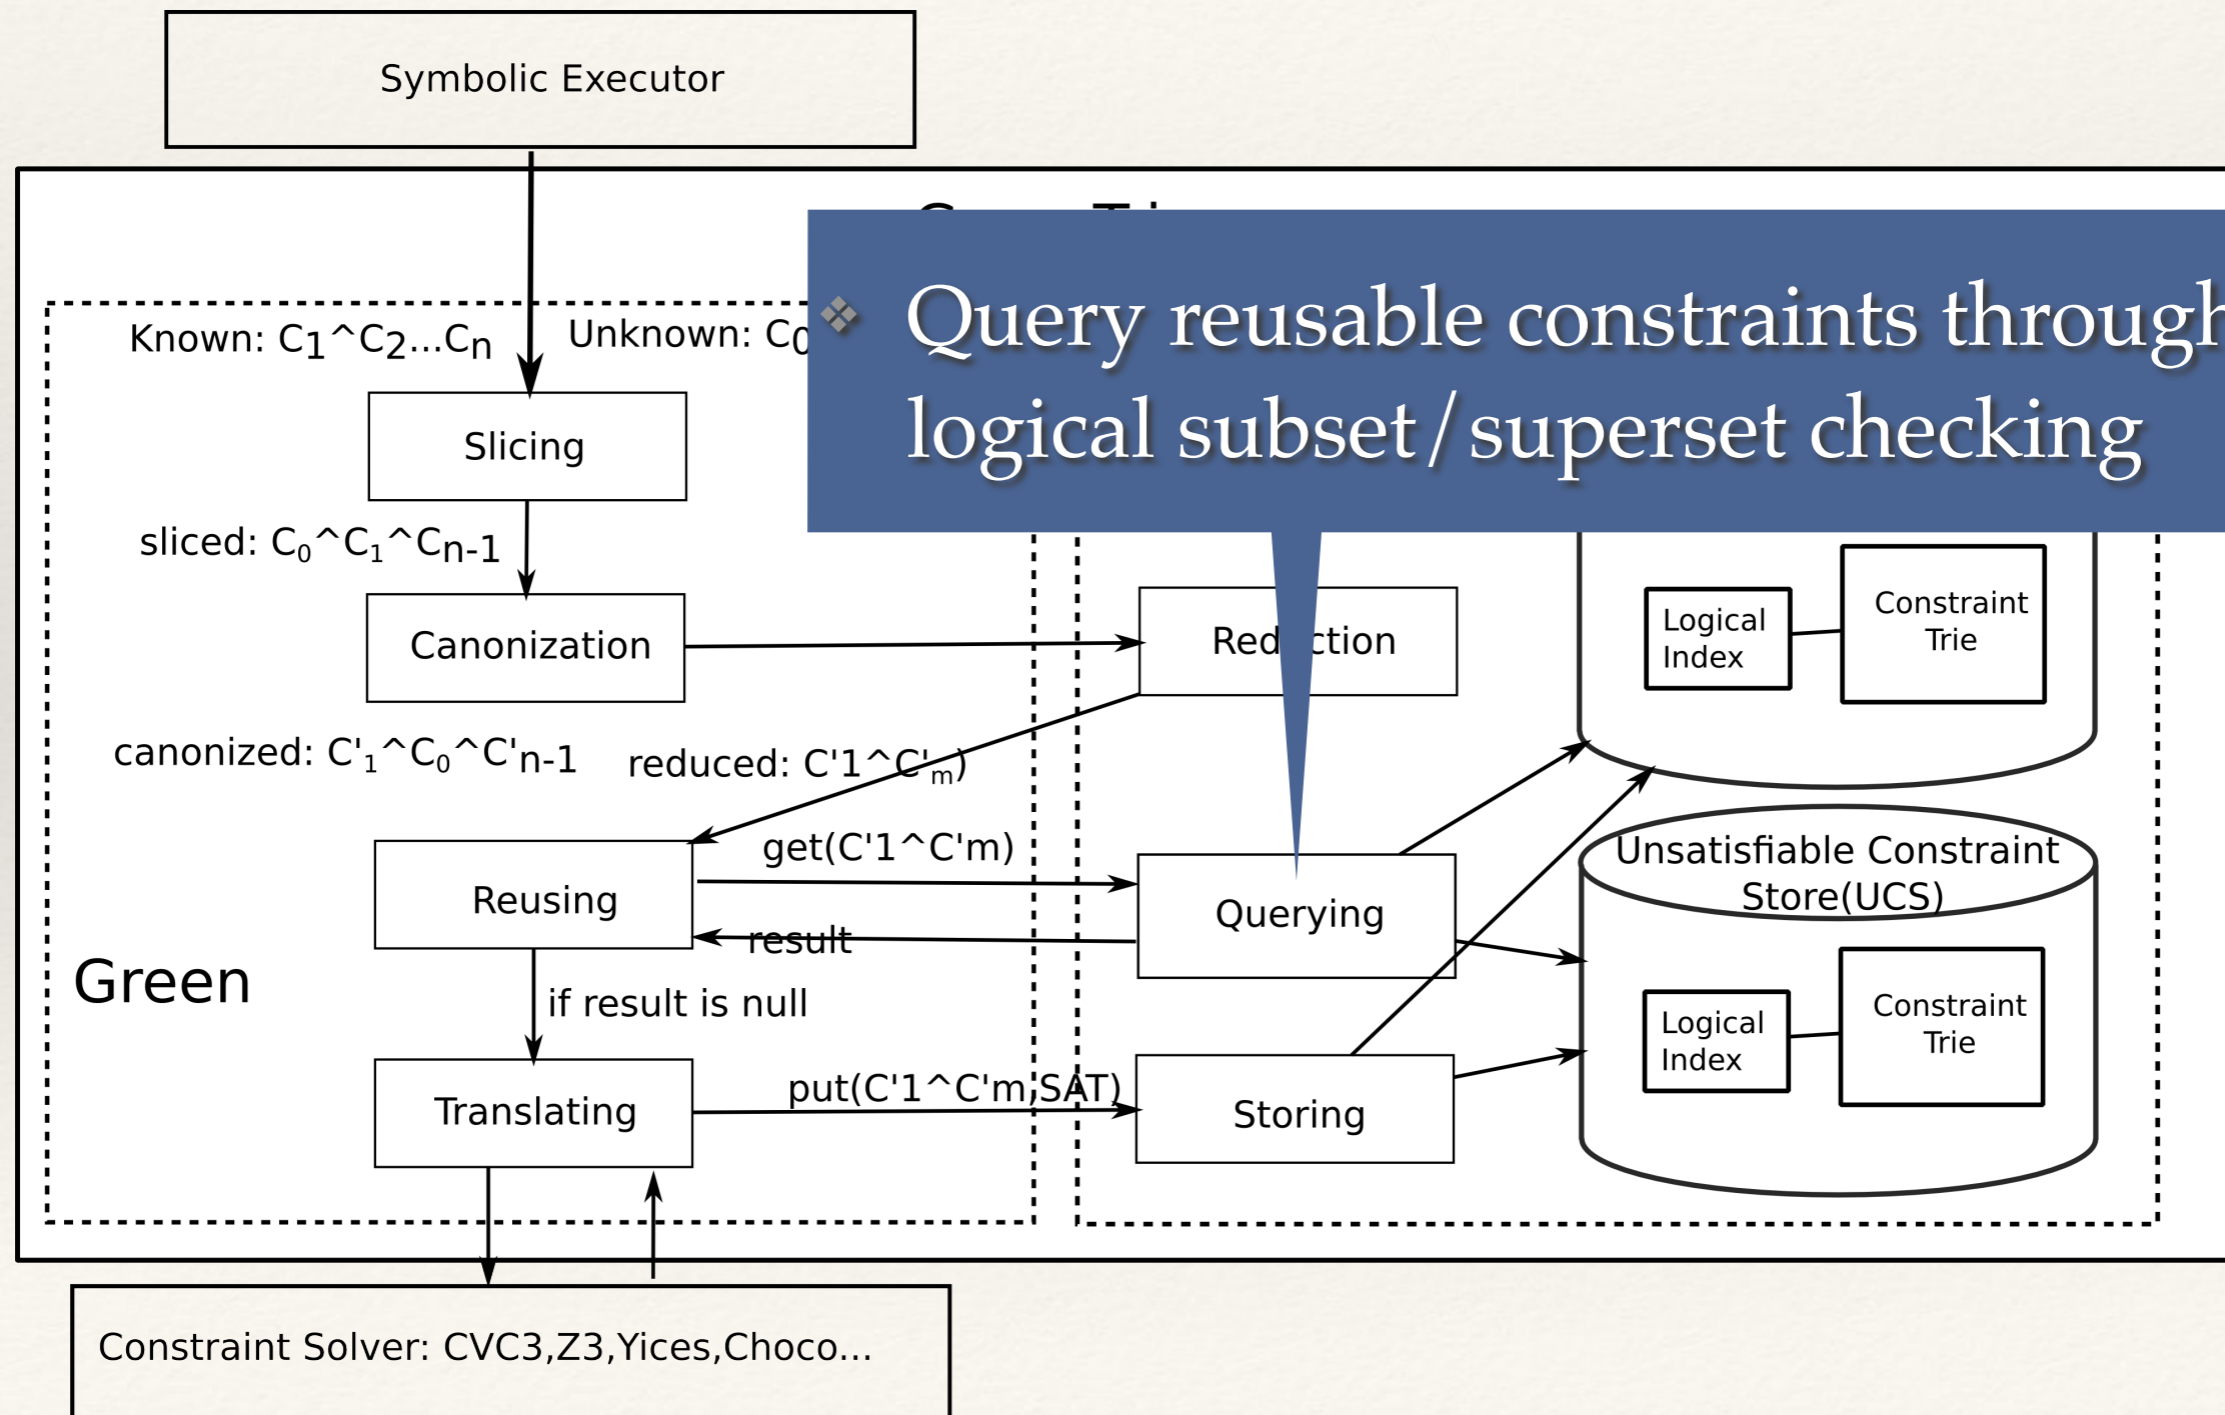 Symbolic Executor
Known: C₁^C₂...Cₙ
Unknown: C₀
❖ Query reusable constraints through
logical subset/superset checking
Slicing
sliced: C₀^C₁^Cn-1
Canonization
Reduction
Logical
Index
Constraint
Trie
canonized: C'₁^C₀^C'n-1
reduced: C'1^C'ₘ)
get(C'1^C'm)
Reusing
Querying
result
Unsatisfiable Constraint
Store(UCS)
Green
if result is null
Logical
Index
Constraint
Trie
Translating
put(C'1^C'm,SAT)
Storing
Constraint Solver: CVC3,Z3,Yices,Choco...